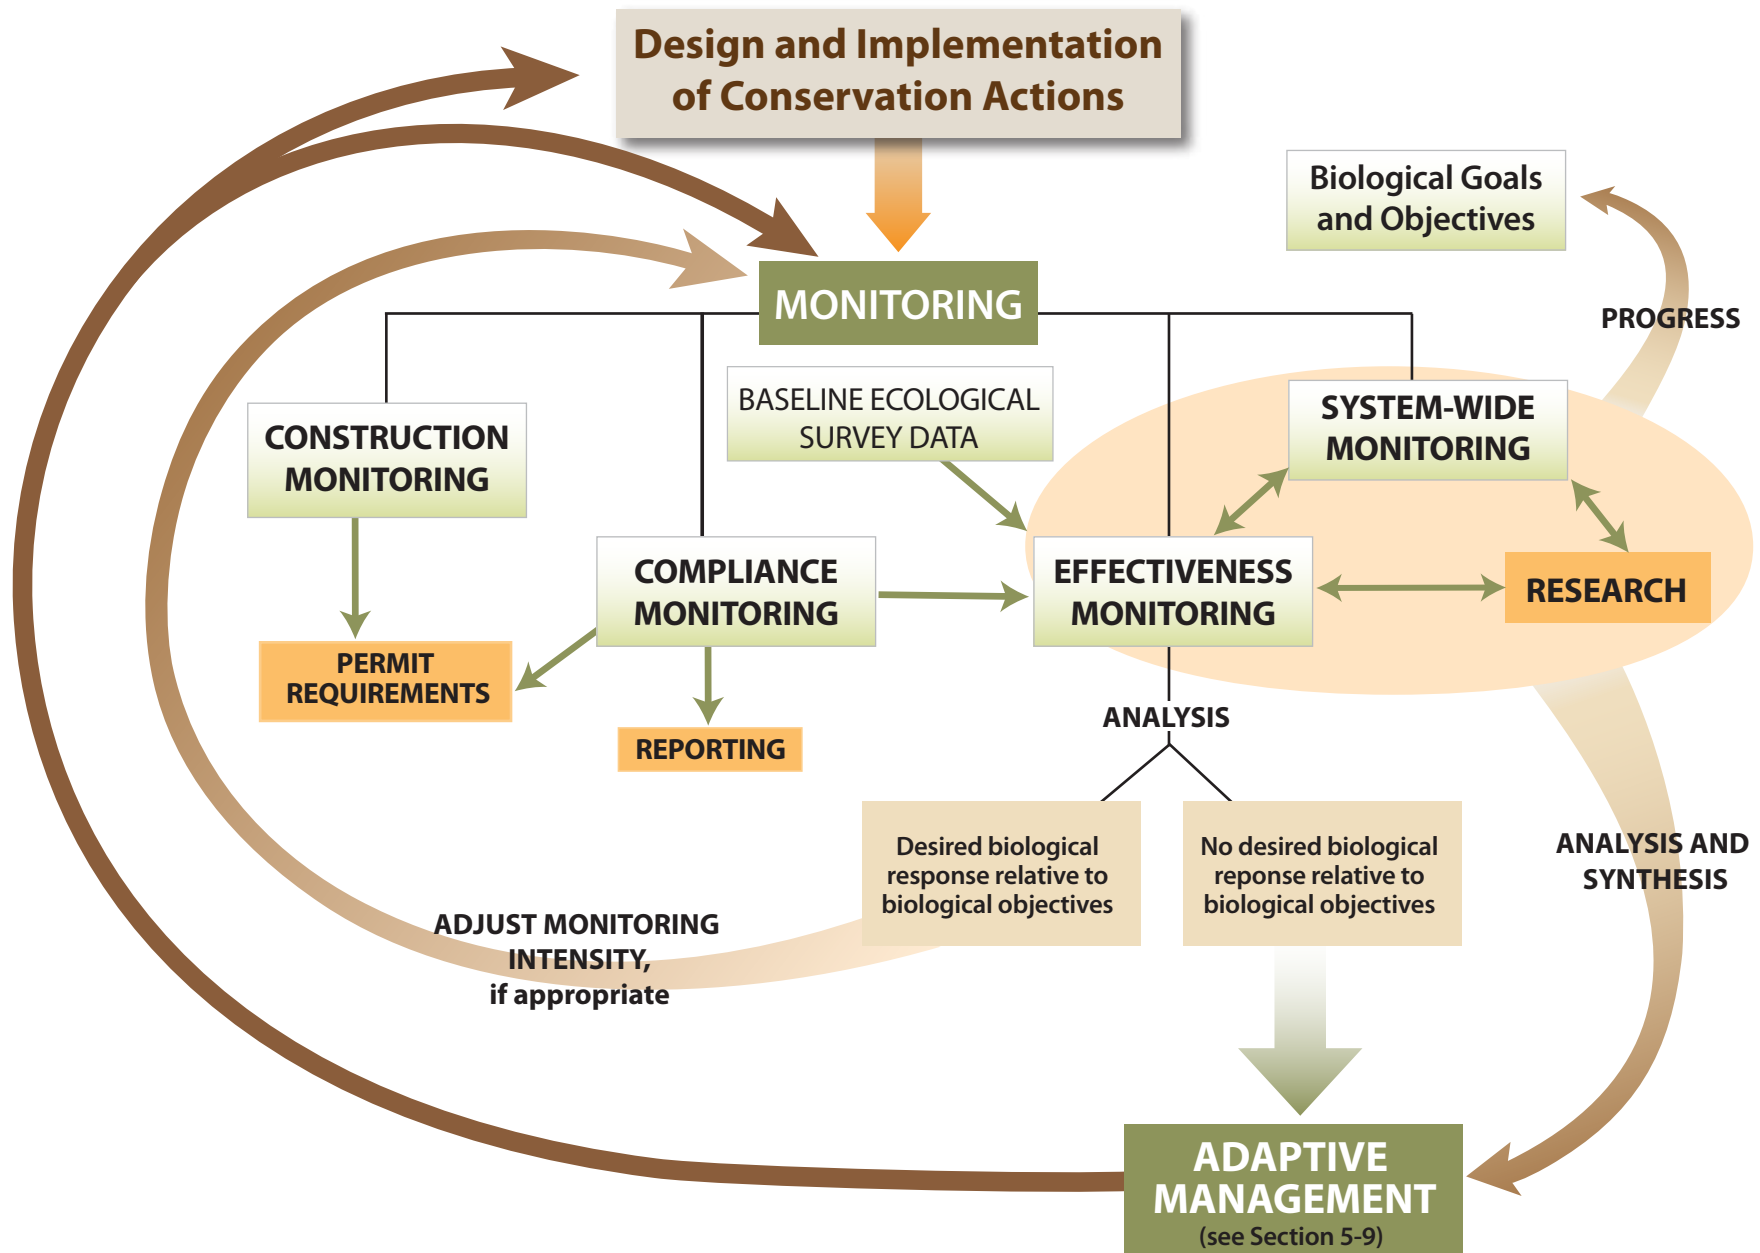 Design and Implementation
of Conservation Actions
Biological Goals
and Objectives
MONITORING
PROGRESS
CONSTRUCTION
MONITORING
BASELINE ECOLOGICAL
SURVEY DATA
SYSTEM-WIDE
MONITORING
COMPLIANCE
MONITORING
EFFECTIVENESS
MONITORING
RESEARCH
PERMIT
REQUIREMENTS
REPORTING
ANALYSIS
Desired biological
response relative to
biological objectives
No desired biological
reponse relative to
biological objectives
ANALYSIS AND
SYNTHESIS
ADJUST MONITORING
INTENSITY,
if appropriate
ADAPTIVE
MANAGEMENT
(see Section 5-9)